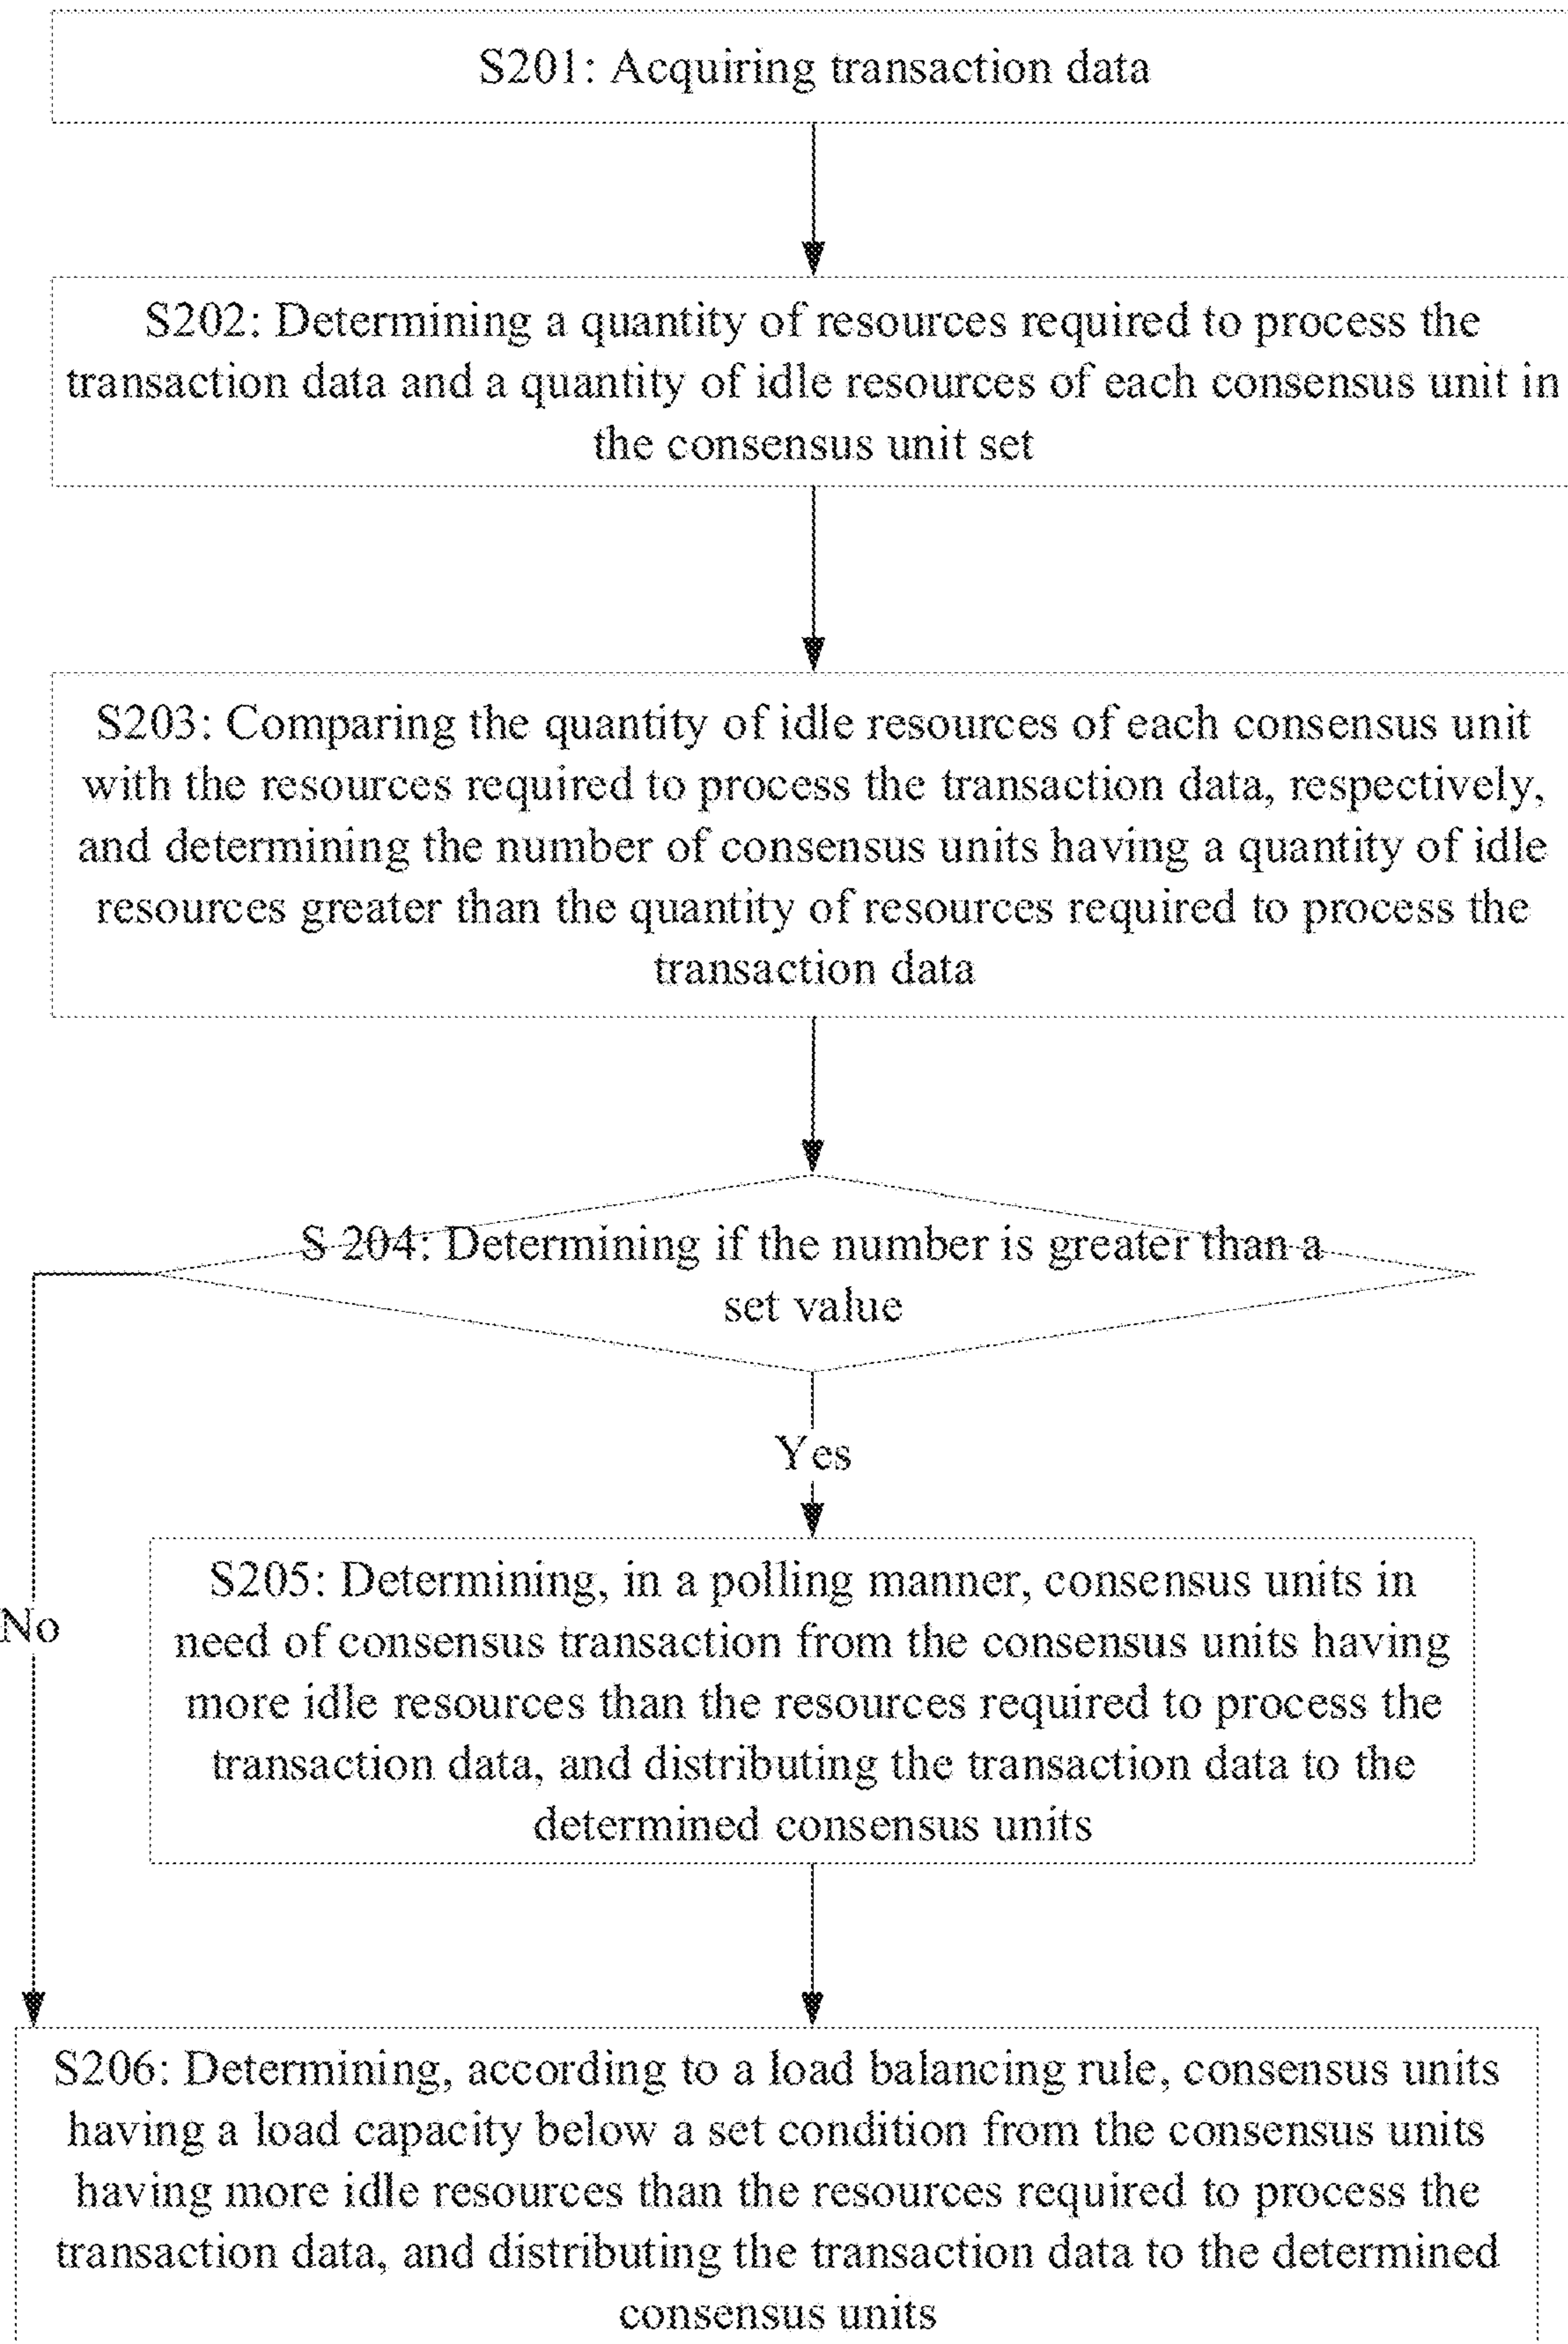 S201: Acquiring transaction data
S202: Determining a quantity of resources required to process the
transaction data and a quantity of idle resources of each consensus unit in
the consensus unit set
S203: Comparing the quantity of idle resources of each consensus unit
with the resources required to process the transaction data, respectively,
and determining the number of consensus units having a quantity of idle
resources greater than the quantity of resources required to process the
transaction data
S 204: Determining if the number is greater than a
set value
Yes
S205: Determining, in a polling manner, consensus units in
need of consensus transaction from the consensus units having
more idle resources than the resources required to process the
transaction data, and distributing the transaction data to the
determined consensus units
No
S206: Determining, according to a load balancing rule, consensus units
having a load capacity below a set condition from the consensus units
having more idle resources than the resources required to process the
transaction data, and distributing the transaction data to the determined
consensus units